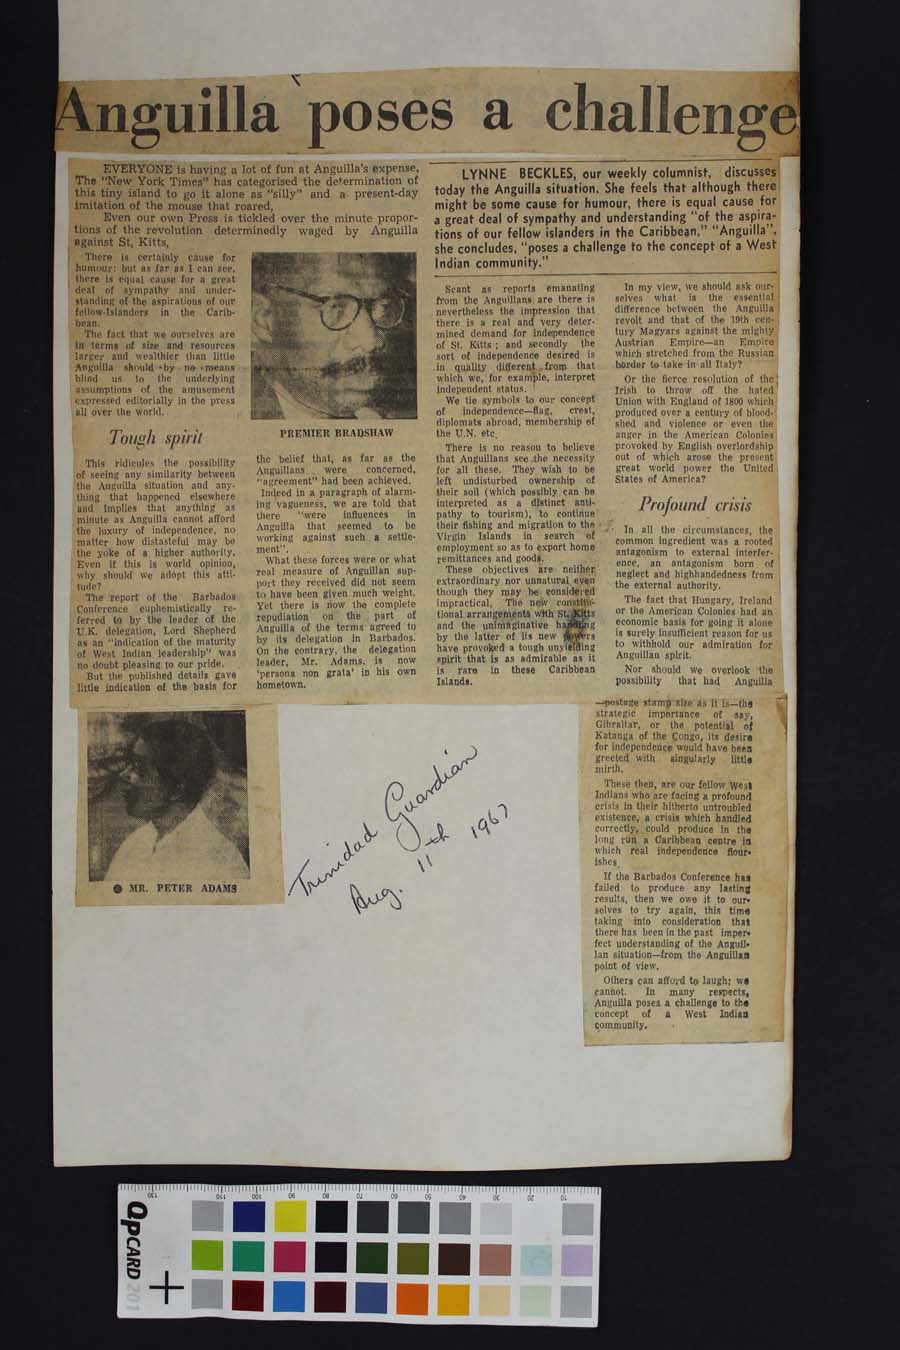 Anguilla poses a challenge
EVERYONE is having a lot of fun at Anguilla's expense.
The "New York Times" has categorised the determination of
this tiny island to go it alone as "silly" and a present-day
imitation of the mouse that roared.
Even our own Press is tickled over the minute propor-
tions of the revolution determinedly waged by Anguilla
against St. Kitts.
There is certainly cause for
humour: but as far as I can see,
there is equal cause for a great
deal of sympathy and under-
standing of the aspirations of our
fellow-Islanders in the Carib-
bean.
The fact that we ourselves are
in terms of size and resources
larger and wealthier than little
Anguilla should by no means
blind us to the underlying
assumptions of the amusement
expressed editorially in the press
all over the world.
Tough spirit
This ridicules the possibility
of seeing any similarity between
the Anguilla situation and any-
thing that happened elsewhere
and implies that anything as
minute as Anguilla cannot afford
the luxury of independence, no
matter how distasteful may be
the yoke of a higher authority.
Even if this is world opinion,
why should we adopt this atti-
tude?
The report of the Barbados
Conference euphemistically re-
ferred to by the leader of the
U.K. delegation, Lord Shepherd
as an "indication of the maturity
of West Indian leadership" was
no doubt pleasing to our pride.
But the published details gave
little indication of the basis for
PREMIER BRADSHAW
the belief that, as far as the
Anguillans were concerned,
"agreement" had been achieved.
Indeed in a paragraph of alarm-
ing vagueness, we are told that
there "were influences in
Anguilla that seemed to be
working against such a settle-
ment".
What these forces were or what
real measure of Anguillan sup-
port they received did not seem
to have been given much weight.
Yet there is now the complete
repudiation on the part of
Anguilla of the terms agreed to
by its delegation in Barbados.
On the contrary, the delegation
leader, Mr. Adams, is now
'persona non grata' in his own
hometown.
LYNNE BECKLES, our weekly columnist, discusses
today the Anguilla situation. She feels that although there
might be some cause for humour, there is equal cause for
a great deal of sympathy and understanding "of the aspira-
tions of our fellow islanders in the Caribbean." "Anguilla",
she concludes, "poses a challenge to the concept of a West
Indian community."
Scant as reports emanating
from the Anguillans are there is
nevertheless the impression that
there is a real and very deter-
mined demand for independence
of St. Kitts; and secondly the
sort of independence desired is
in quality different from that
which we, for example, interpret
independent status.
We tie symbols to our concept
of independence—flag, crest,
diplomats abroad, membership of
the U.N. etc.
There is no reason to believe
that Anguillans see the necessity
for all these. They wish to be
left undisturbed ownership of
their soil (which possibly can be
interpreted as a distinct anti-
pathy to tourism), to continue
their fishing and migration to the
Virgin Islands in search of
employment so as to export home
remittances and goods.
These objectives are neither
extraordinary nor unnatural even
though they may be considered
impactical, The new constitu-
tional arrangements with St. Kitts
and the unimaginative handling
by the latter of its new powers
have provoked a tough unyielding
spirit that is as admirable as it
is rare in these Caribbean
Islands.
In my view, we should ask our-
selves what is the essential
difference between the Anguilla
revolt and that of the 19th cen-
tury Magyars against the mighty
Austrian Empire—an Empire
which stretched from the Russian
border to take in all Italy?
Or the fierce resolution of the
Irish to throw off the hated
Union with England of 1800 which
produced over a century of blood-
shed and violence or even the
anger in the American Colonies
provoked by English overlordship
out of which arose the present
great world power the United
States of America?
Profound crisis
In all the circumstances, the
common ingredient was a rooted
antagonism to external interfer-
ence, an antagonism born of
neglect and highhandedness from
the external authority.
The fact that Hungary, Ireland
or the American Colonies had an
economic basis for going it alone
is surely insufficient reason for us
to withhold our admiration for
Anguillan spirit.
Nor should we overlook the
possibility that had Anguilla
—postage stamp size as it is—the
strategic importance of say,
Gibraltar, or the potential of
Katanga of the Congo, its desire
for independence would have been
greeted with singularly little
mirth.
These then, are our fellow West
Indians who are facing a profound
crisis in their hitherto untroubled
existence, a crisis which handled
correctly, could produce in the
long run a Caribbean centre in
which real independence flour-
ishes.
If the Barbados Conference has
failed to produce any lasting
results, then we owe it to our-
selves to try again, this time
taking into consideration that
there has been in the past imper-
fect understanding of the Anguil-
lan situation—from the Anguillan
point of view.
Others can afford to laugh; we
cannot. In many respects,
Anguilla poses a challenge to the
concept of a West Indian
community.
● MR. PETER ADAMS
Trinidad Guardian
Aug. 11th 1967
QPCARD 201
130 110 100 90 80 70 60 50 40 30 20 10